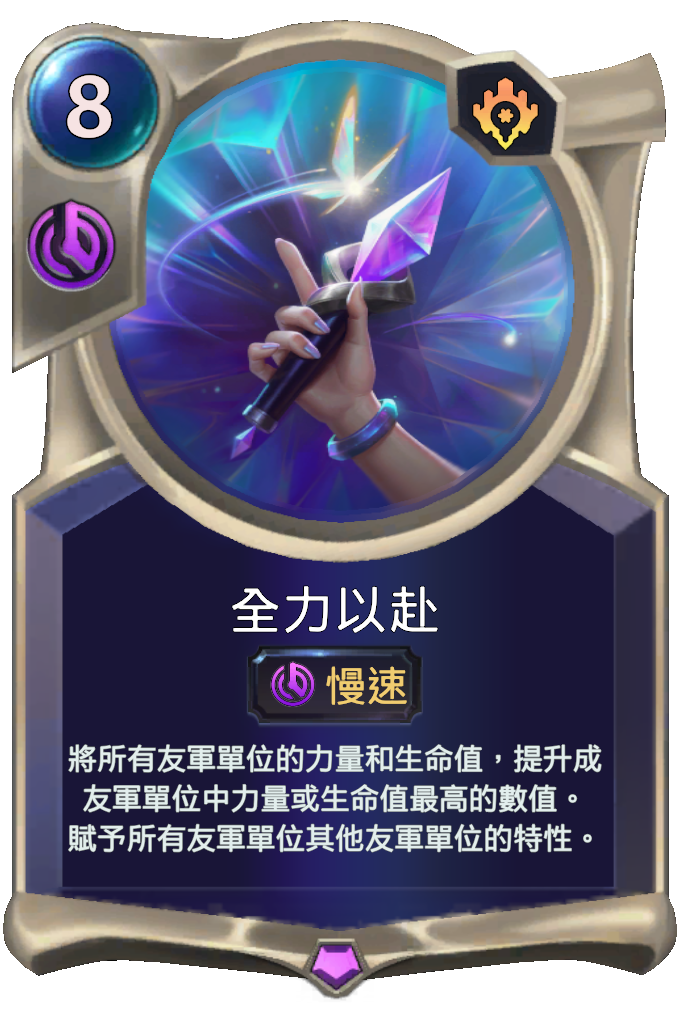 8
全力以赴
慢速
將所有友軍單位的力量和生命值，提升成
友軍單位中力量或生命值最高的數值。
賦予所有友軍單位其他友軍單位的特性。